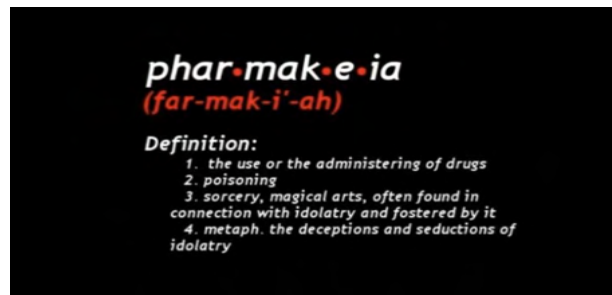 phar•mak•e•ia
(far-mak-i'-ah)
Definition:
1. the use or the administering of drugs
2. poisoning
3. sorcery, magical arts, often found in
connection with idolatry and fostered by it
4. metaph. the deceptions and seductions of
idolatry